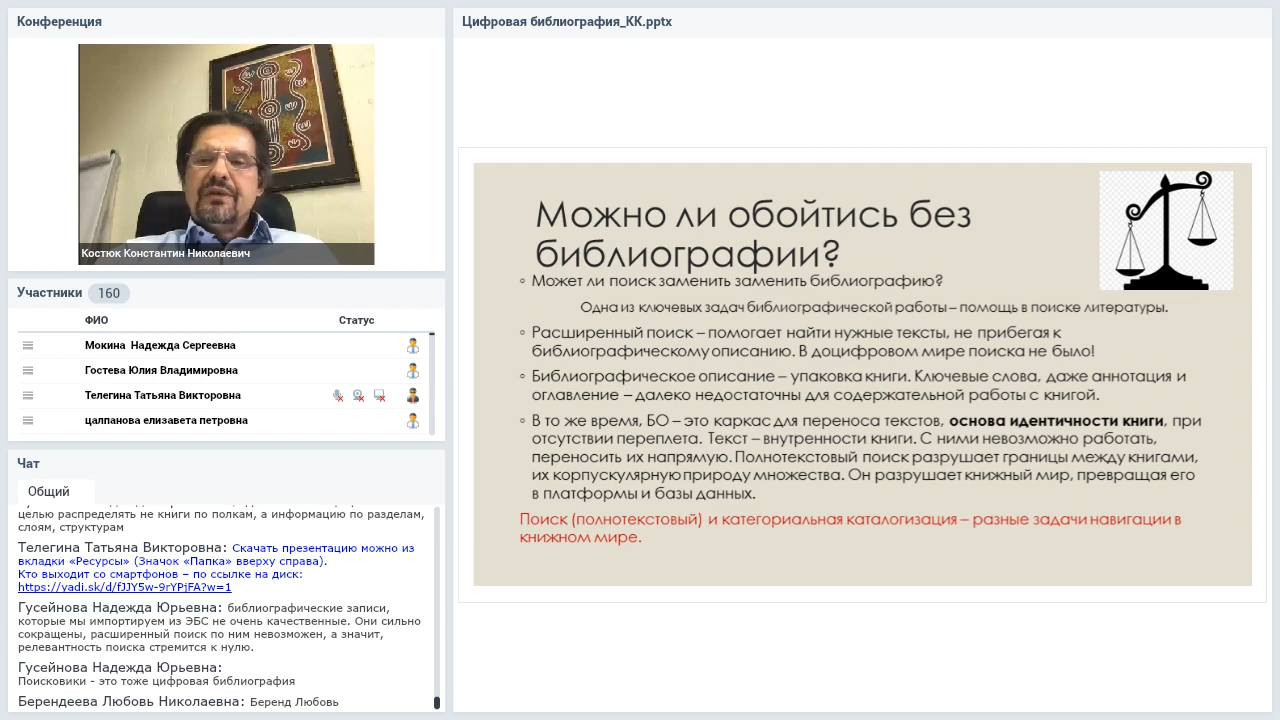 Конференция
Костюк Константин Николаевич
Участники 160
ФИО Статус
Мокина Надежда Сергеевна
Гостева Юлия Владимировна
Телегина Татьяна Викторовна
цалпанова елизавета петровна
Чат
Общий
целью распределять не книги по полкам, а информацию по разделам,
слоям, структурам
Телегина Татьяна Викторовна: Скачать презентацию можно из
вкладки «Ресурсы» (Значок «Папка» вверху справа).
Кто выходит со смартфонов – по ссылке на диск:
https://yadi.sk/d/fJJY5w-9rYPjFA?w=1
Гусейнова Надежда Юрьевна: библиографические записи,
которые мы импортируем из ЭБС не очень качественные. Они сильно
сокращены, расширенный поиск по ним невозможен, а значит,
релевантность поиска стремится к нулю.
Гусейнова Надежда Юрьевна:
Поисковики - это тоже цифровая библиография
Берендеева Любовь Николаевна: Беренд Любовь
Цифровая библиография_КК.pptx
Можно ли обойтись без
библиографии?
◦ Может ли поиск заменить заменить библиографию?
Одна из ключевых задач библиографической работы – помощь в поиске литературы.
◦ Расширенный поиск – помогает найти нужные тексты, не прибегая к
библиографическому описанию. В доцифровом мире поиска не было!
◦ Библиографическое описание – упаковка книги. Ключевые слова, даже аннотация и
оглавление – далеко недостаточны для содержательной работы с книгой.
◦ В то же время, БО – это каркас для переноса текстов, основа идентичности книги, при
отсутствии переплета. Текст – внутренности книги. С ними невозможно работать,
переносить их напрямую. Полнотекстовый поиск разрушает границы между книгами,
их корпускулярную природу множества. Он разрушает книжный мир, превращая его
в платформы и базы данных.
Поиск (полнотекстовый) и категориальная каталогизация – разные задачи навигации в
книжном мире.